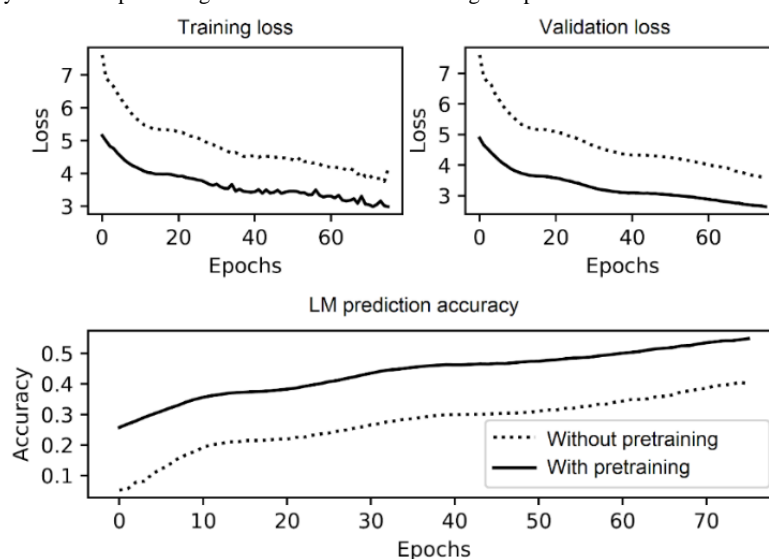 Training loss
Validation loss
7
6
5
4
3
Loss
0
20
40
60
Epochs
7
6
5
4
3
Loss
0
20
40
60
Epochs
LM prediction accuracy
0.5
0.4
0.3
0.2
0.1
Accuracy
Without pretraining
With pretraining
0
10
20
30
40
50
60
70
Epochs